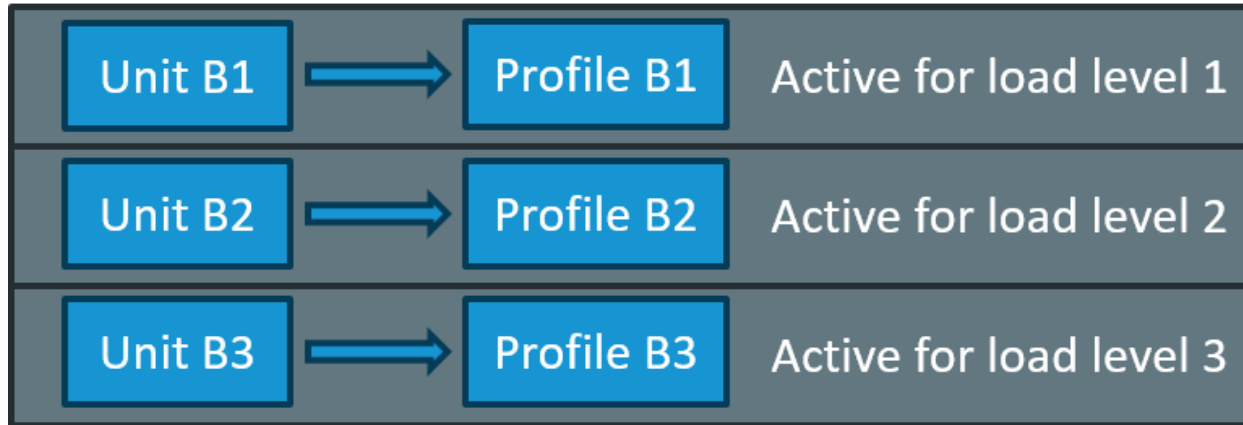 Unit B1 Profile B1 Active for load level 1
Unit B2 Profile B2 Active for load level 2
Unit B3 Profile B3 Active for load level 3